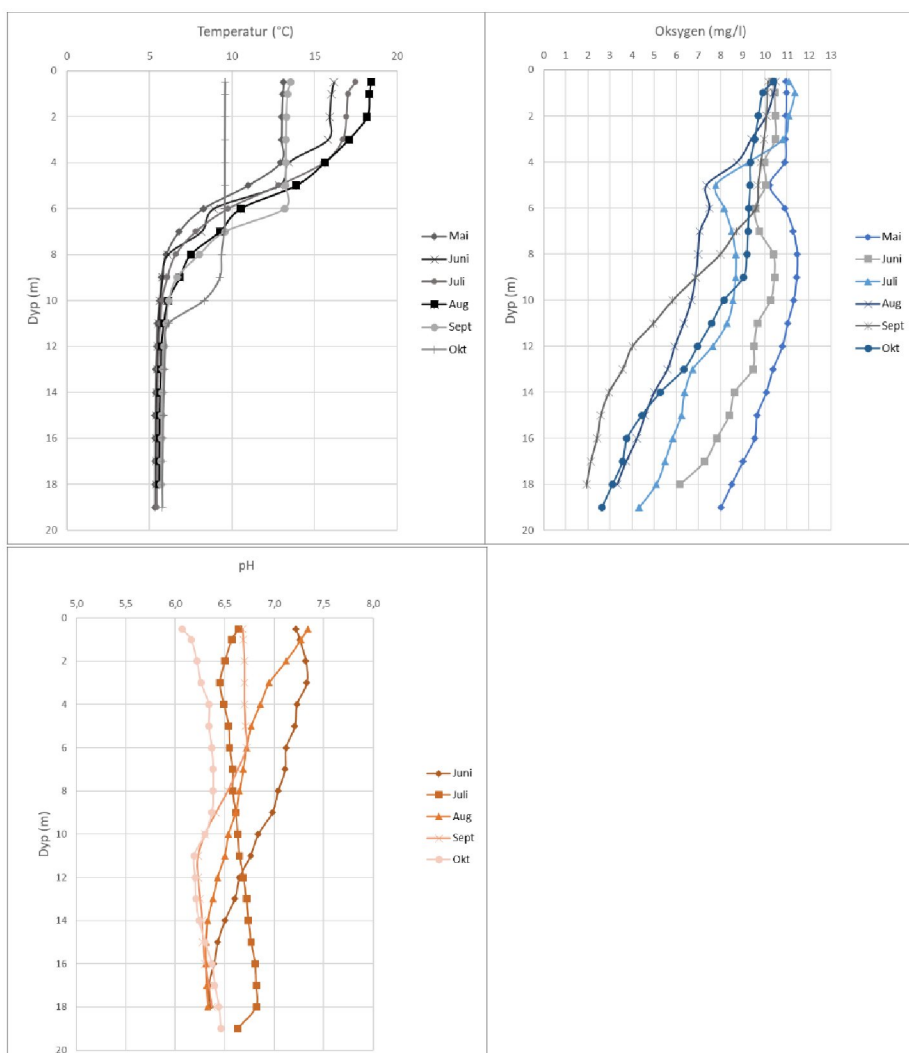 Temperatur (°C)
0 5 10 15 20
0
2
4
6
8
10
12
14
16
18
20
Dyp (m)
Mai
Juni
Juli
Aug
Sept
Okt
Oksygen (mg/l)
0 1 2 3 4 5 6 7 8 9 10 11 12 13
0
2
4
6
8
10
12
14
16
18
20
Dyp (m)
Mai
Juni
Juli
Aug
Sept
Okt
pH
5,0 5,5 6,0 6,5 7,0 7,5 8,0
0
2
4
6
8
10
12
14
16
18
20
Dyp (m)
Juni
Juli
Aug
Sept
Okt